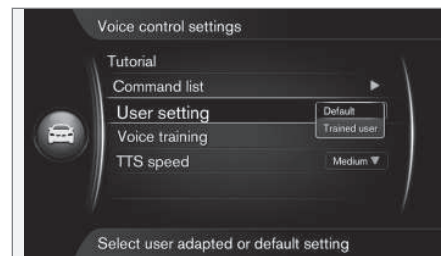 Voice control settings
Tutorial
Command list
User setting
Default
Trained user
Voice training
TTS speed
Medium
Select user adapted or default setting